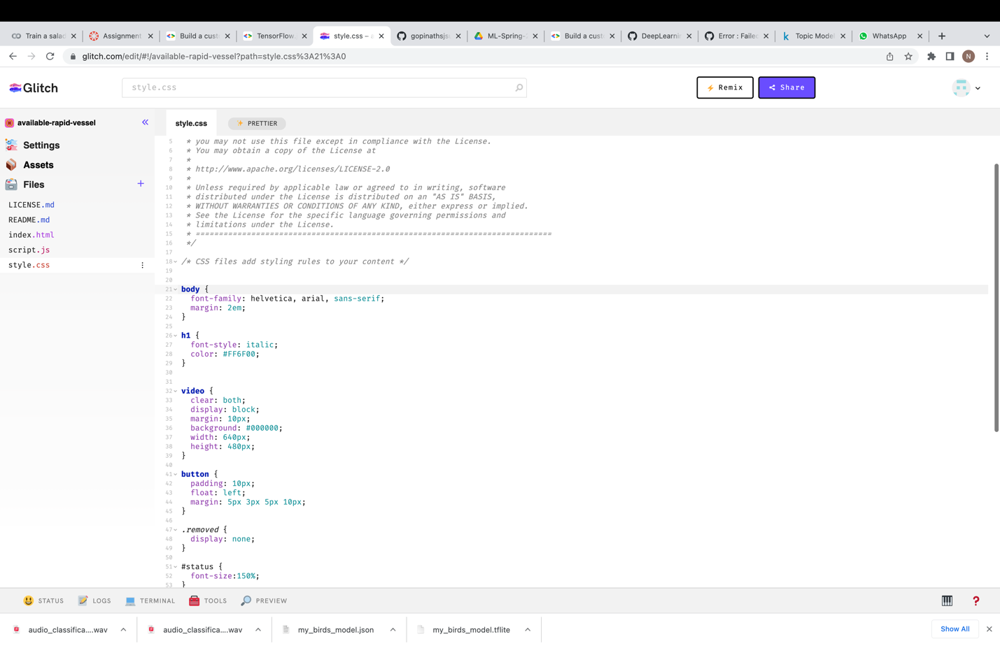 Train a salad
Assignment
Build a custo
TensorFlow.
style.css – a
gopinathsjsu
ML-Spring-2
Build a custo
DeepLearnin
Error : Failed
Topic Model
WhatsApp
glitch.com/edit/#!/available-rapid-vessel?path=style.css%3A21%3A0
N
Glitch
style.css
Remix
Share
available-rapid-vessel
«
style.css
PRETTIER
Settings
Assets
Files
+
LICENSE.md
README.md
index.html
script.js
style.css
5 * you may not use this file except in compliance with the License.
6 * You may obtain a copy of the License at
7 *
8 * http://www.apache.org/licenses/LICENSE-2.0
9 *
10 * Unless required by applicable law or agreed to in writing, software
11 * distributed under the License is distributed on an "AS IS" BASIS,
12 * WITHOUT WARRANTIES OR CONDITIONS OF ANY KIND, either express or implied.
13 * See the License for the specific language governing permissions and
14 * limitations under the License.
15 * =============================================================================
16 */
17
18 /* CSS files add styling rules to your content */
19
20
21 body {
22 font-family: helvetica, arial, sans-serif;
23 margin: 2em;
24 }
25
26 h1 {
27 font-style: italic;
28 color: #FF6F00;
29 }
30
31
32 video {
33 clear: both;
34 display: block;
35 margin: 10px;
36 background: #000000;
37 width: 640px;
38 height: 480px;
39 }
40
41 button {
42 padding: 10px;
43 float: left;
44 margin: 5px 3px 5px 10px;
45 }
46
47 .removed {
48 display: none;
49 }
50
51 #status {
52 font-size:150%;
53 }
STATUS
LOGS
TERMINAL
TOOLS
PREVIEW
?
audio_classifica....wav
audio_classifica....wav
my_birds_model.json
my_birds_model.tflite
Show All